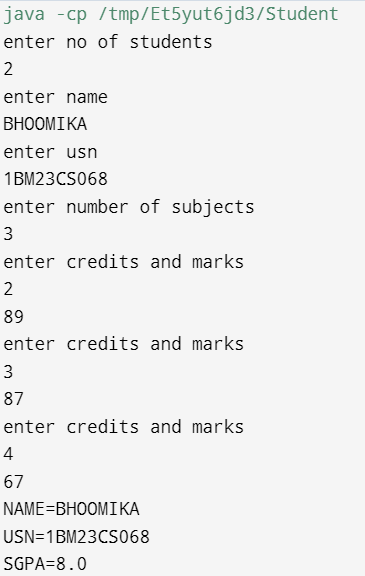 java -cp /tmp/Et5yut6jd3/Student
enter no of students
2
enter name
BHOOMIKA
enter usn
1BM23CS068
enter number of subjects
3
enter credits and marks
2
89
enter credits and marks
3
87
enter credits and marks
4
67
NAME=BHOOMIKA
USN=1BM23CS068
SGPA=8.0